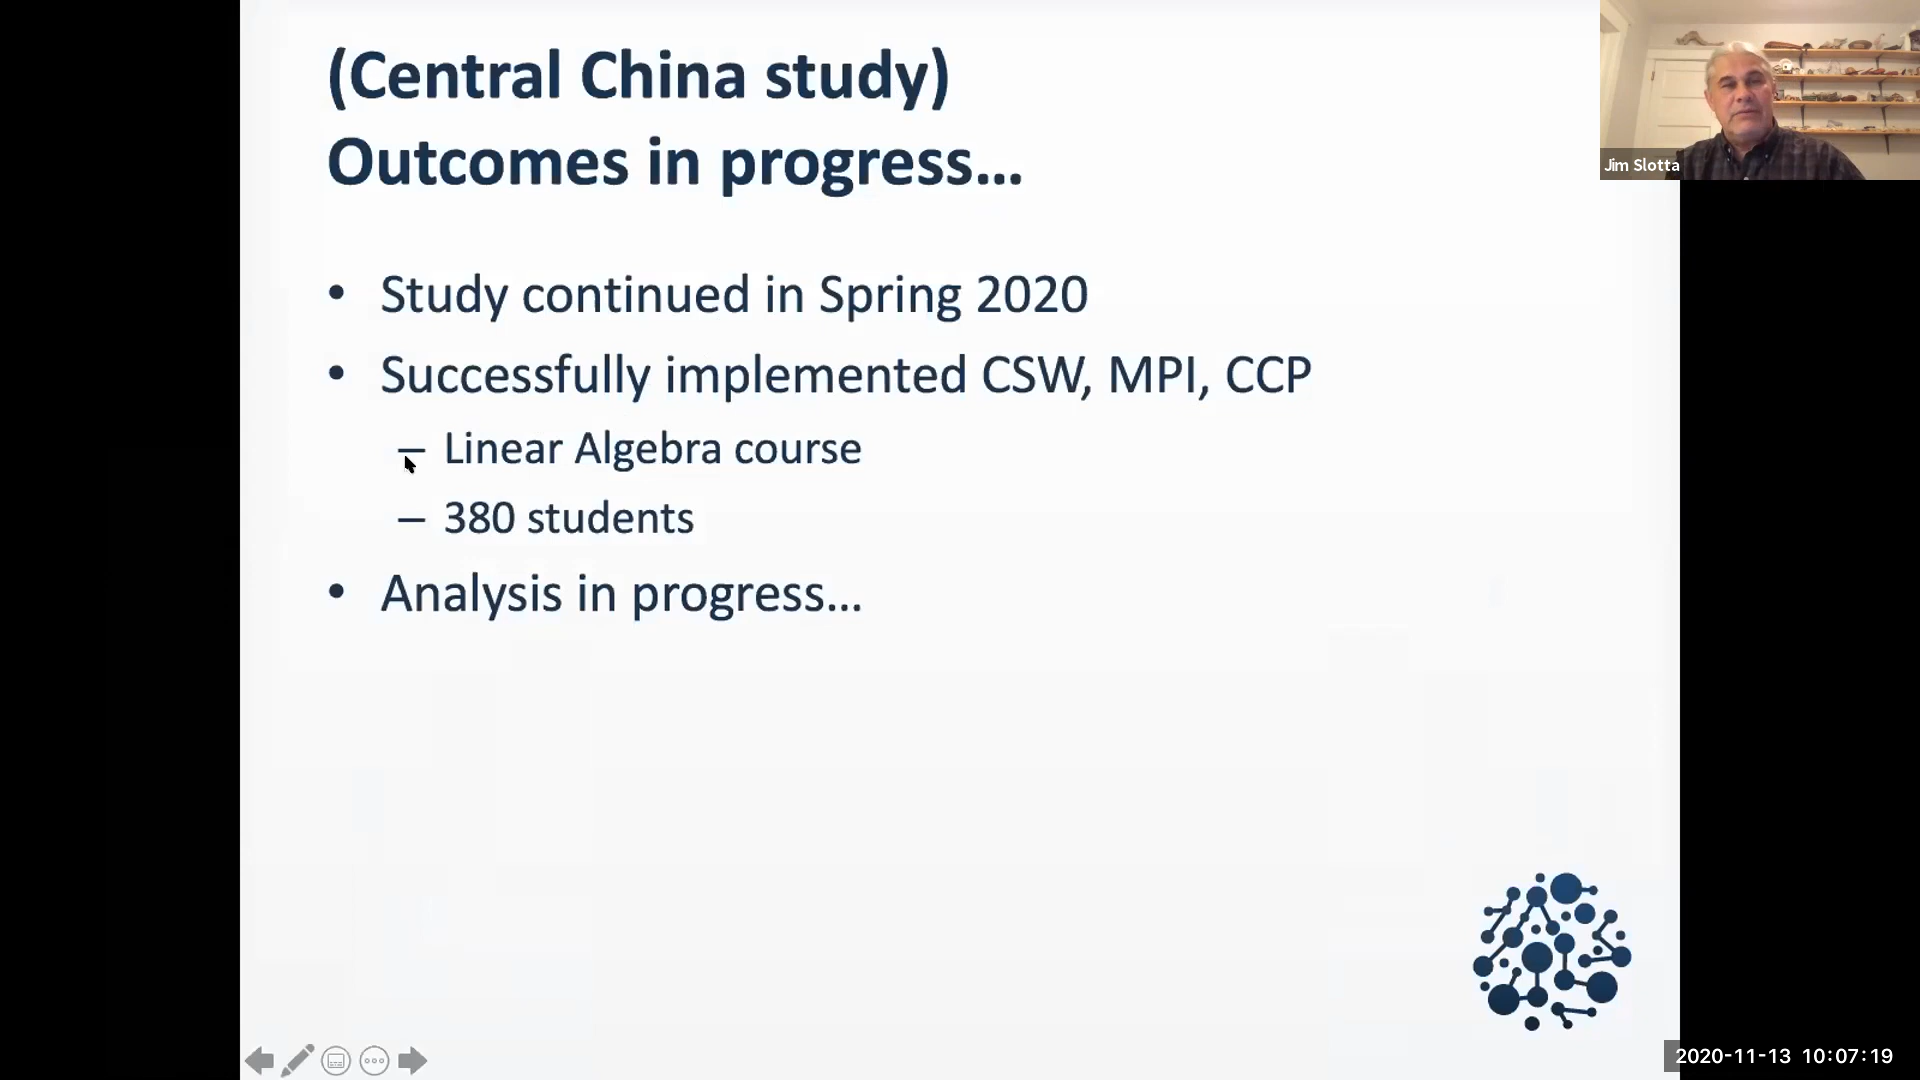 (Central China study)
Outcomes in progress...
• Study continued in Spring 2020
• Successfully implemented CSW, MPI, CCP
– Linear Algebra course
– 380 students
• Analysis in progress...
Jim Slotta
2020-11-13 10:07:19